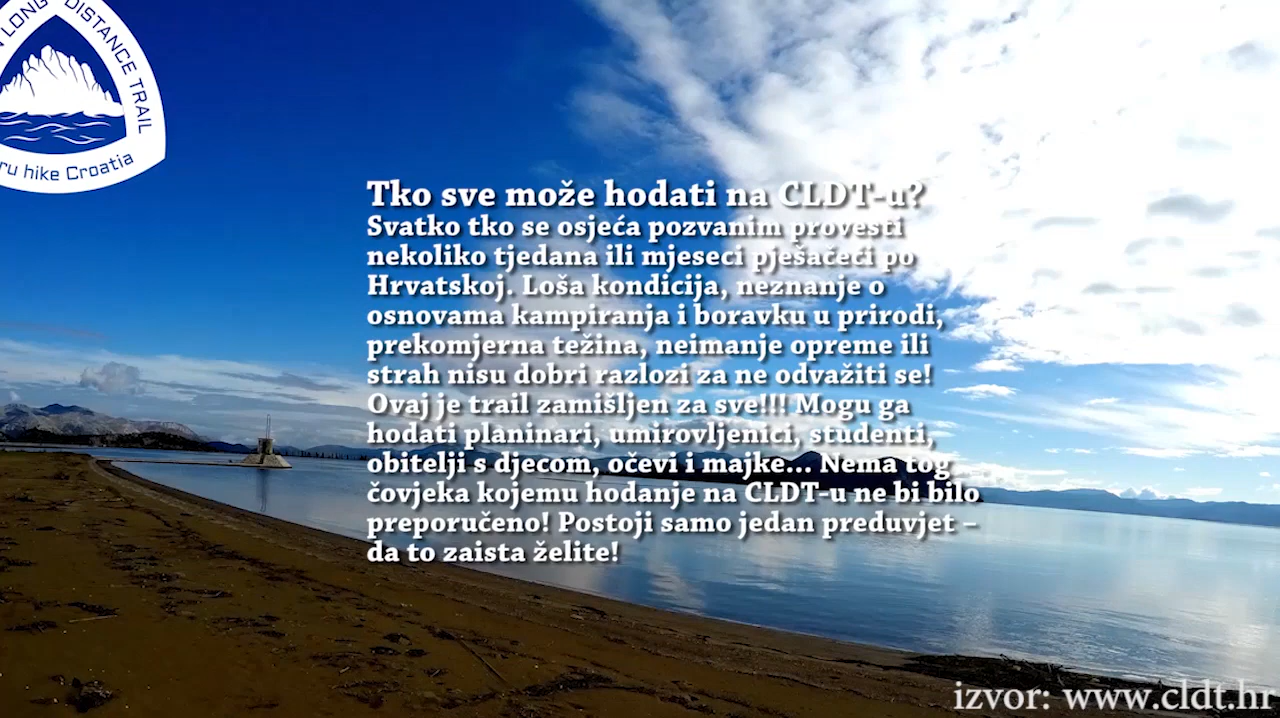 LONG DISTANCE TRAIL
ru hike Croatia
Tko sve može hodati na CLDT-u?
Svatko tko se osjeća pozvanim provesti
nekoliko tjedana ili mjeseci pješačeći po
Hrvatskoj. Loša kondicija, neznanje o
osnovama kampiranja i boravku u prirodi,
prekomjerna težina, neimanje opreme ili
strah nisu dobri razlozi za ne odvažiti se!
Ovaj je trail zamišljen za sve!!! Mogu ga
hodati planinari, umirovljenici, studenti,
obitelji s djecom, očevi i majke... Nema tog
čovjeka kojemu hodanje na CLDT-u ne bi bilo
preporučeno! Postoji samo jedan preduvjet –
da to zaista želite!
izvor: www.cldt.hr